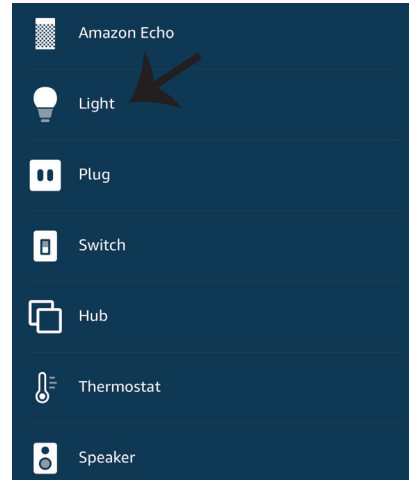 Amazon Echo
Light
Plug
Switch
Hub
Thermostat
Speaker